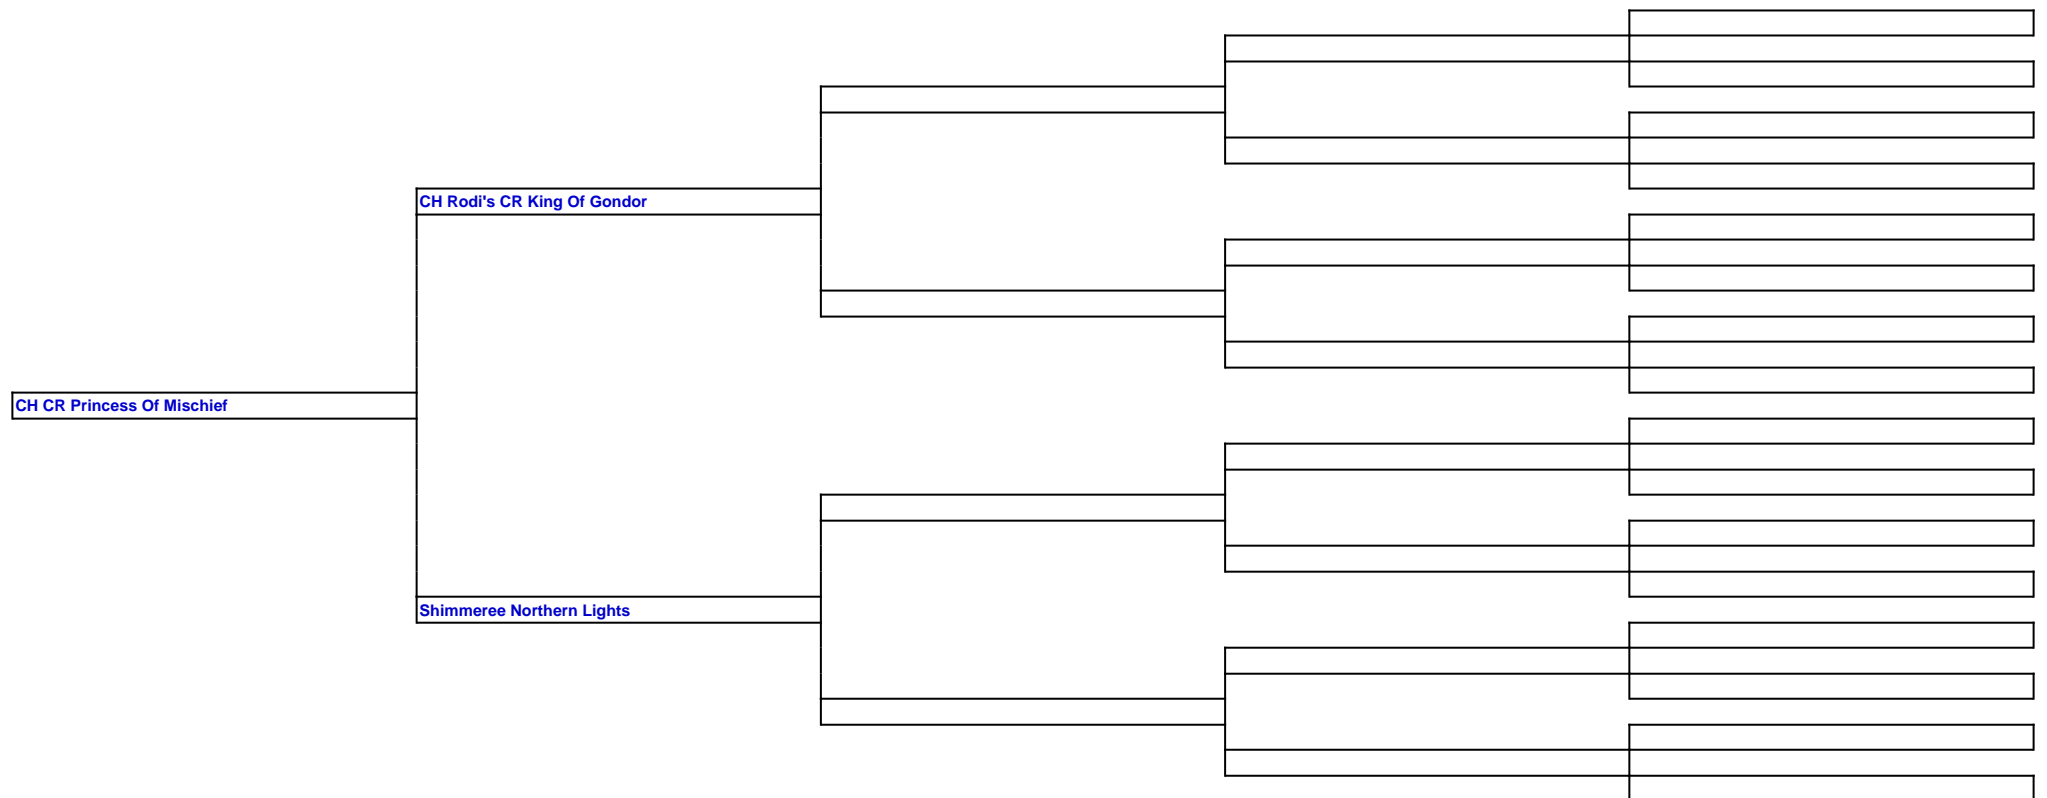 CH Rodi's CR King Of Gondor
CH CR Princess Of Mischief
Shimmeree Northern Lights